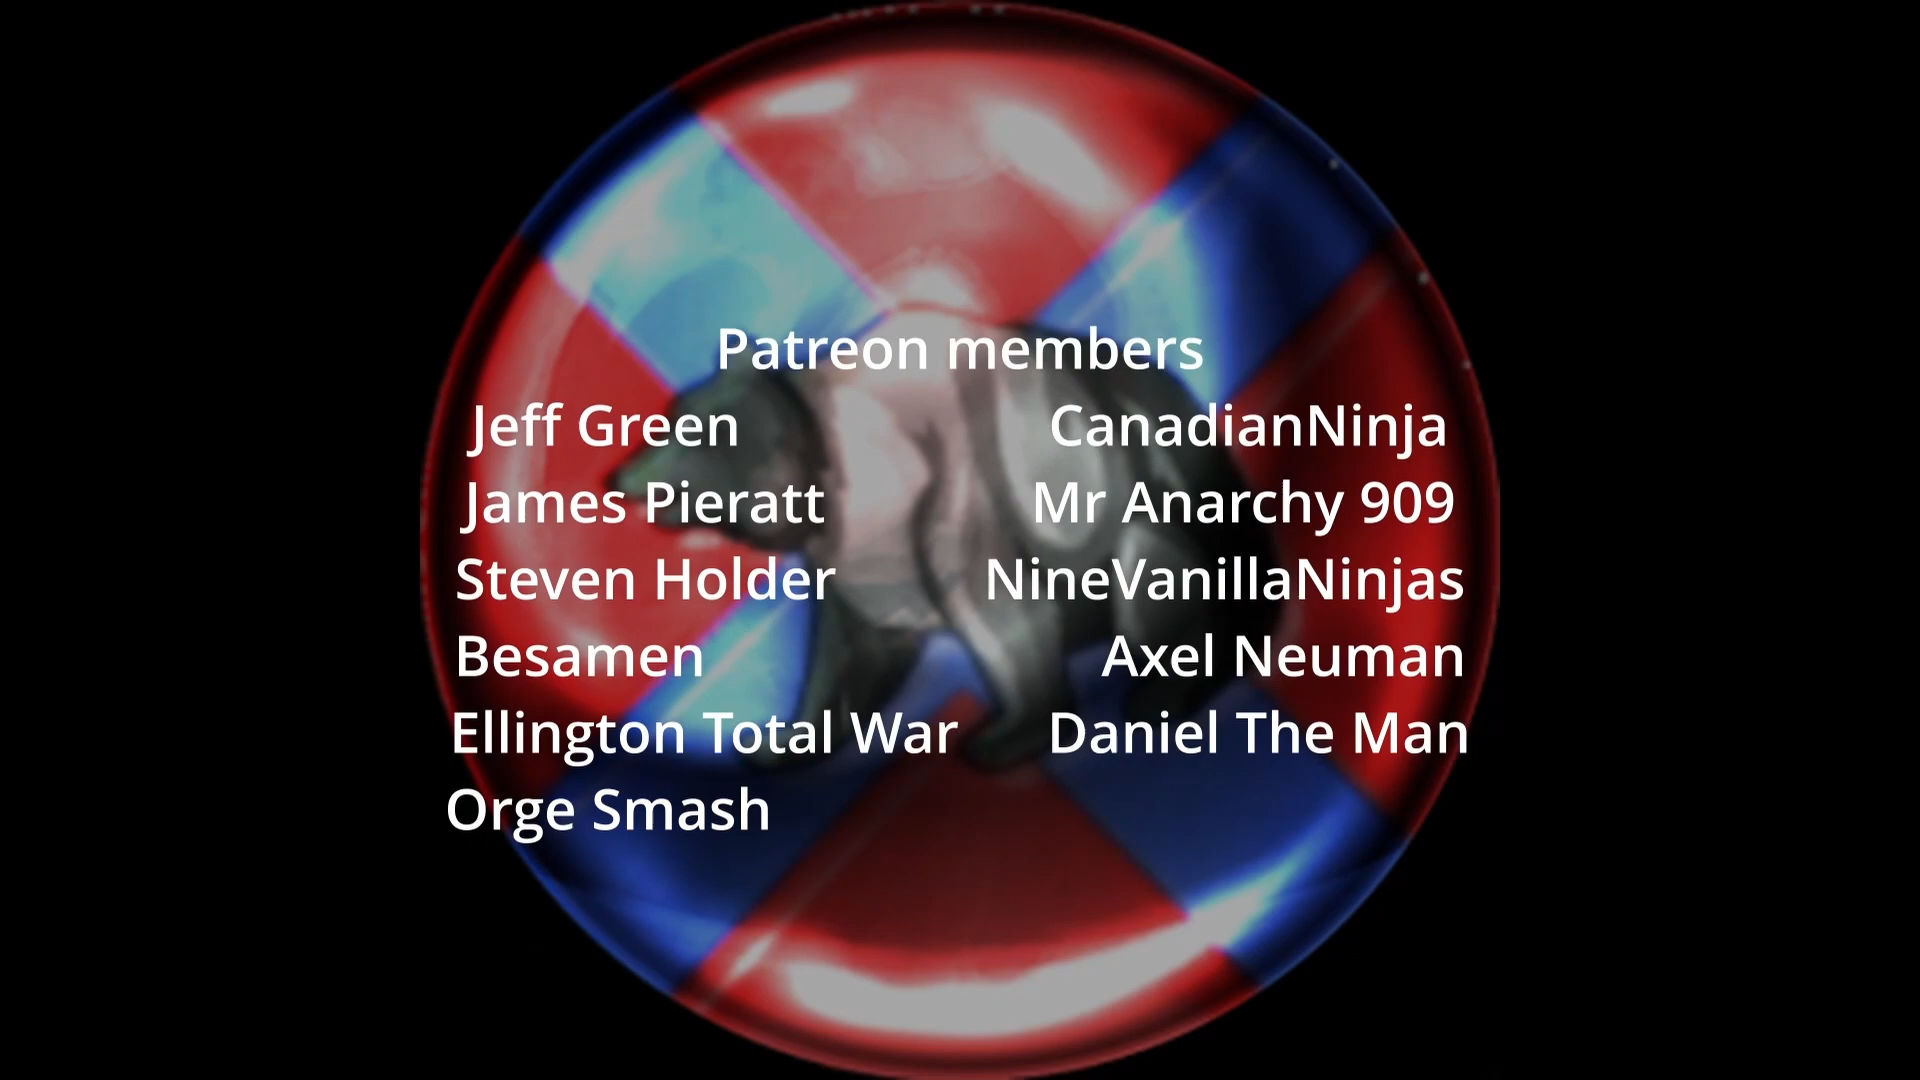 Patreon members
Jeff Green CanadianNinja
James Pieratt Mr Anarchy 909
Steven Holder NineVanillaNinjas
Besamen Axel Neuman
Ellington Total War Daniel The Man
Orge Smash